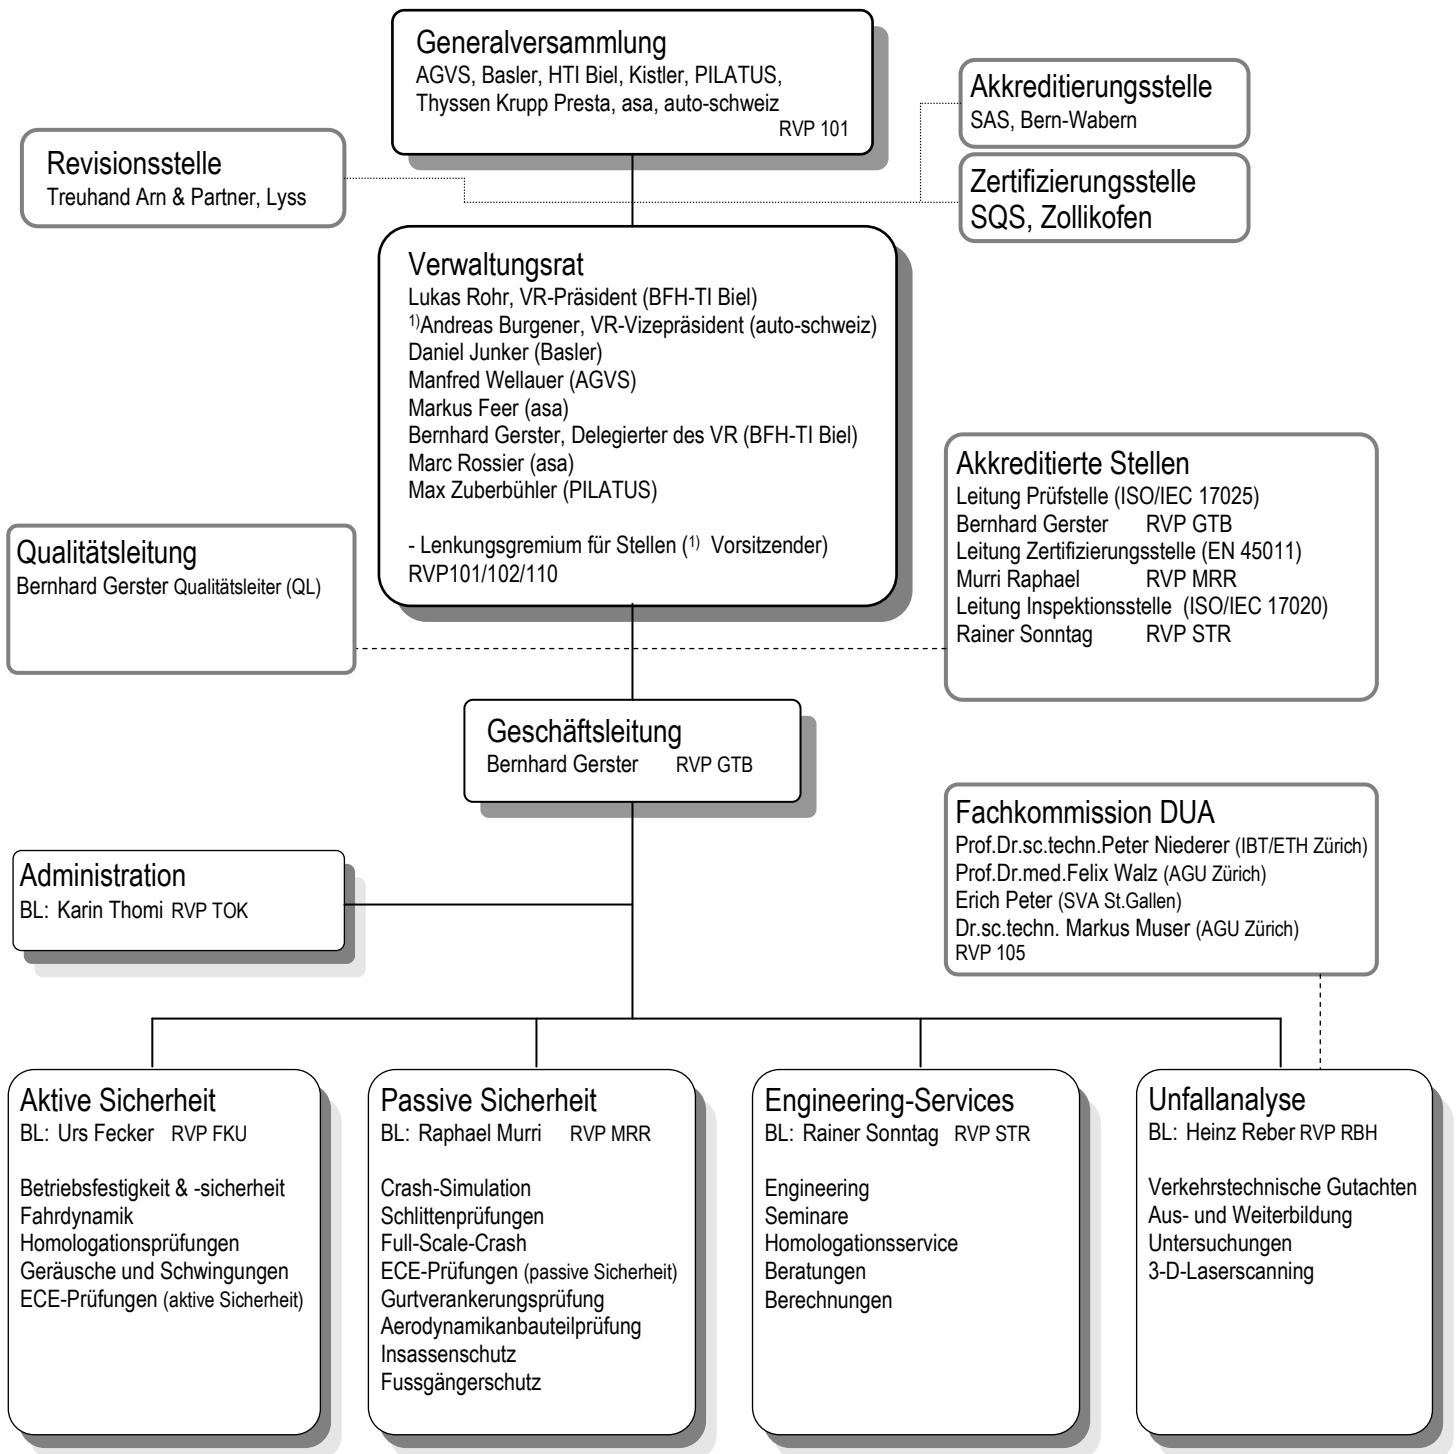 Generalversammlung
AGVS, Basler, HTI Biel, Kistler, PILATUS,
Thyssen Krupp Presta, asa, auto-schweiz
RVP 101
Akkreditierungsstelle
SAS, Bern-Wabern
Revisionsstelle
Treuhand Arn & Partner, Lyss
Zertifizierungsstelle
SQS, Zollikofen
Verwaltungsrat
Lukas Rohr, VR-Präsident (BFH-TI Biel)
1)Andreas Burgener, VR-Vizepräsident (auto-schweiz)
Daniel Junker (Basler)
Manfred Wellauer (AGVS)
Markus Feer (asa)
Bernhard Gerster, Delegierter des VR (BFH-TI Biel)
Marc Rossier (asa)
Max Zuberbühler (PILATUS)
- Lenkungsgremium für Stellen (1) Vorsitzender)
RVP101/102/110
Akkreditierte Stellen
Leitung Prüfstelle (ISO/IEC 17025)
Bernhard Gerster RVP GTB
Leitung Zertifizierungsstelle (EN 45011)
Murri Raphael RVP MRR
Leitung Inspektionsstelle (ISO/IEC 17020)
Rainer Sonntag RVP STR
Qualitätsleitung
Bernhard Gerster Qualitätsleiter (QL)
Geschäftsleitung
Bernhard Gerster RVP GTB
Fachkommission DUA
Prof.Dr.sc.techn.Peter Niederer (IBT/ETH Zürich)
Prof.Dr.med.Felix Walz (AGU Zürich)
Erich Peter (SVA St.Gallen)
Dr.sc.techn. Markus Muser (AGU Zürich)
RVP 105
Administration
BL: Karin Thomi RVP TOK
Aktive Sicherheit
BL: Urs Fecker RVP FKU
Betriebsfestigkeit & -sicherheit
Fahrdynamik
Homologationsprüfungen
Geräusche und Schwingungen
ECE-Prüfungen (aktive Sicherheit)
Passive Sicherheit
BL: Raphael Murri RVP MRR
Crash-Simulation
Schlittenprüfungen
Full-Scale-Crash
ECE-Prüfungen (passive Sicherheit)
Gurtverankerungsprüfung
Aerodynamikanbauteilprüfung
Insassenschutz
Fussgängerschutz
Engineering-Services
BL: Rainer Sonntag RVP STR
Engineering
Seminare
Homologationsservice
Beratungen
Berechnungen
Unfallanalyse
BL: Heinz Reber RVP RBH
Verkehrstechnische Gutachten
Aus- und Weiterbildung
Untersuchungen
3-D-Laserscanning